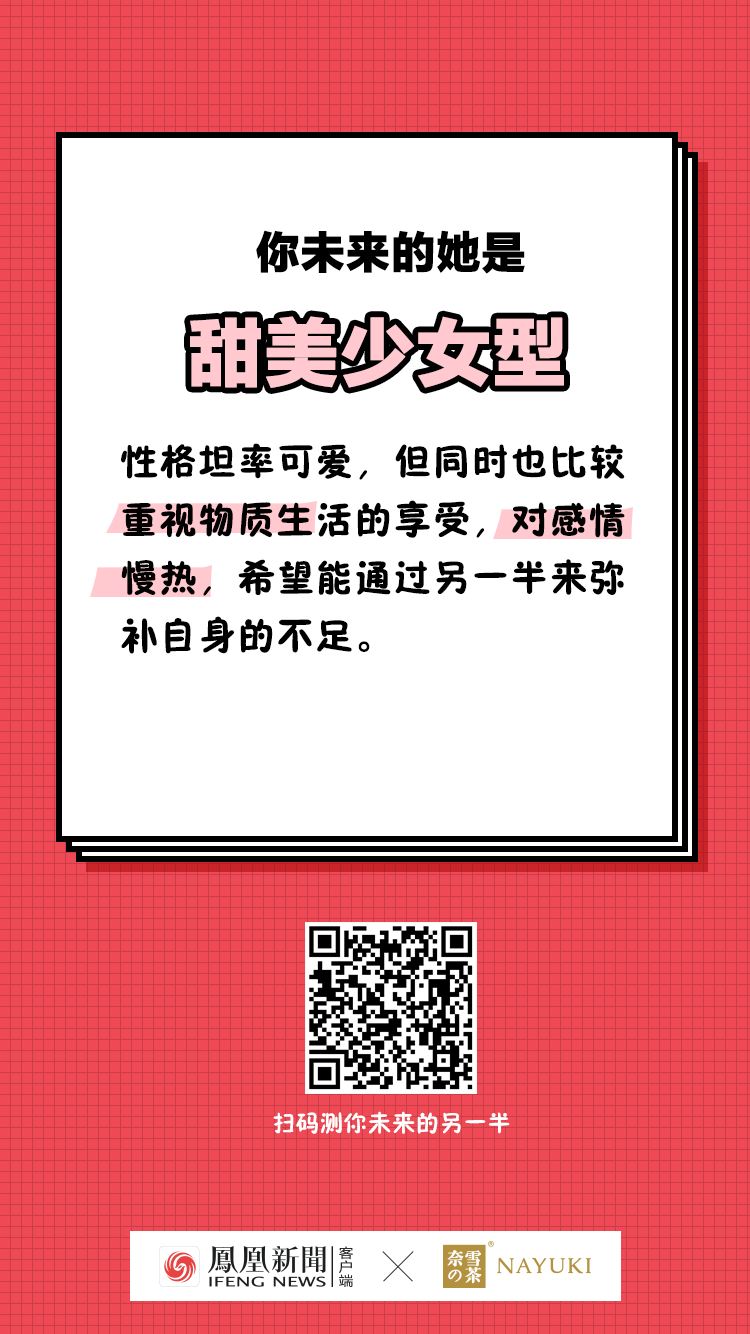 你未来的她是
甜美少女型
性格坦率可爱，但同时也比较
重视物质生活的享受，对感情
慢热，希望能通过另一半来弥
补自身的不足。
扫码测你未来的另一半
鳳凰新聞 客户端
IFENG NEWS
奈雪の茶® NAYUKI